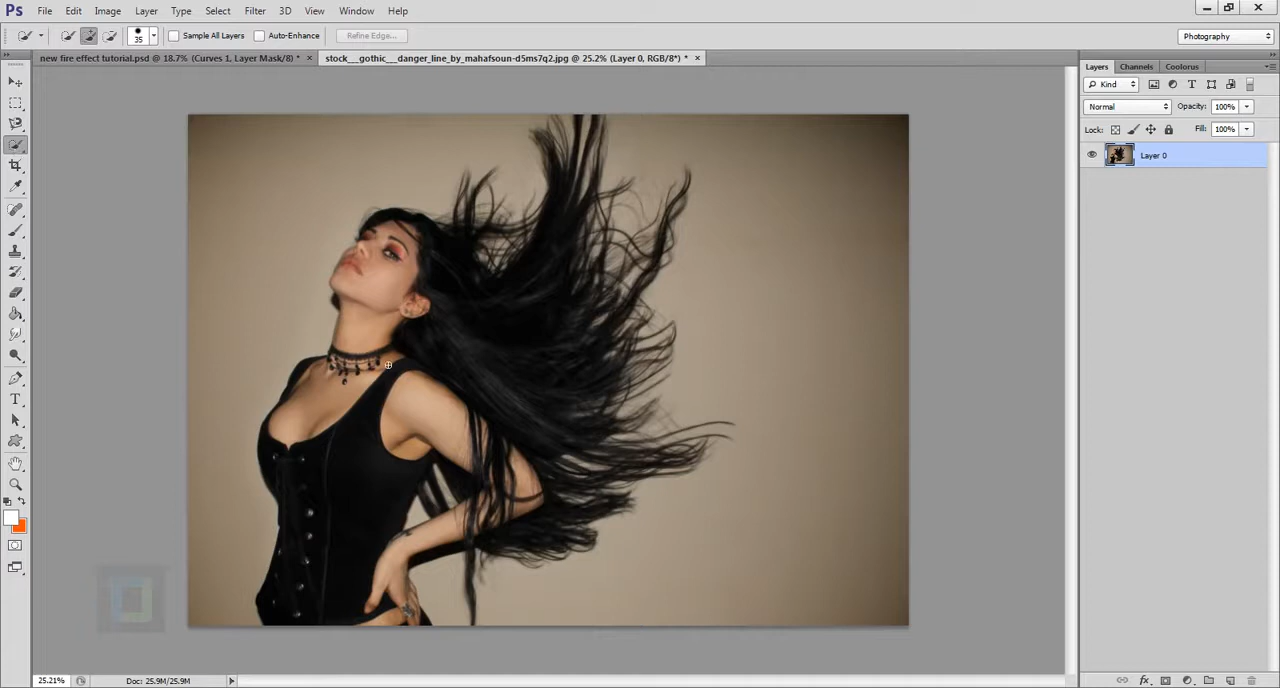 Ps File Edit Image Layer Type Select Filter 3D View Window Help
35 Sample All Layers Auto-Enhance Refine Edge... Photography
new fire effect tutorial.psd @ 18.7% (Curves 1, Layer Mask/8) * × stock__gothic__danger_line_by_mahafsoun-d5ms7q2.jpg @ 25.2% (Layer 0, RGB/8*) * ×
Layers Channels Coolorus
Kind
Normal Opacity: 100%
Lock: Fill: 100%
Layer 0
25.21% Doc: 25.9M/25.9M